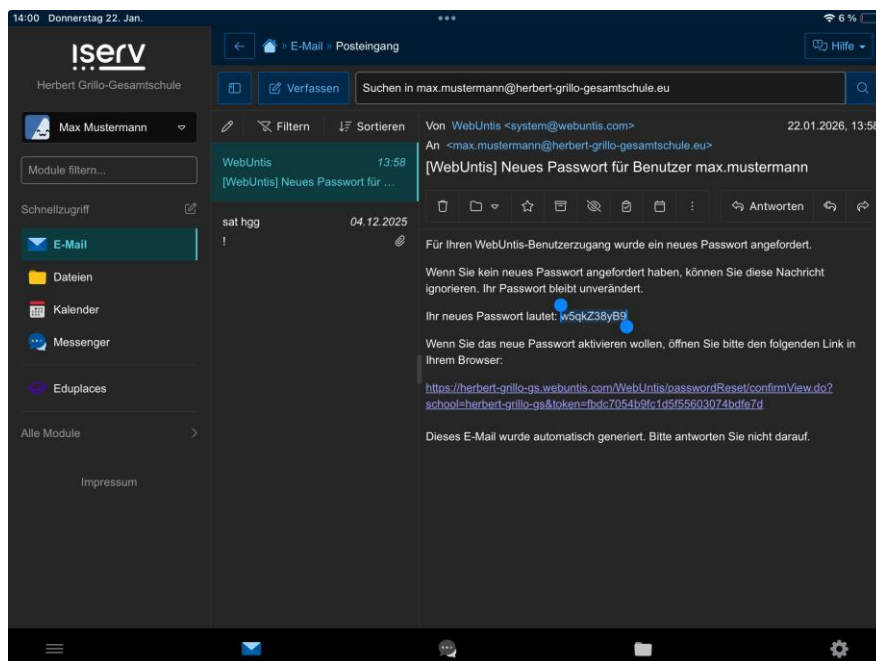 14:00 Donnerstag 22. Jan.
6 %
ISERV
Herbert Grillo-Gesamtschule
Max Mustermann
Module filtern...
Schnellzugriff
E-Mail
Dateien
Kalender
Messenger
Eduplaces
Alle Module
Impressum
» E-Mail » Posteingang
Hilfe
Verfassen
Suchen in max.mustermann@herbert-grillo-gesamtschule.eu
Filtern
Sortieren
WebUntis 13:58
[WebUntis] Neues Passwort für ...
sat hgg 04.12.2025
!
Von WebUntis <system@webuntis.com> 22.01.2026, 13:58
An <max.mustermann@herbert-grillo-gesamtschule.eu>
[WebUntis] Neues Passwort für Benutzer max.mustermann
Antworten
Für Ihren WebUntis-Benutzerzugang wurde ein neues Passwort angefordert.
Wenn Sie kein neues Passwort angefordert haben, können Sie diese Nachricht
ignorieren. Ihr Passwort bleibt unverändert.
Ihr neues Passwort lautet: w5qkZ38yB9
Wenn Sie das neue Passwort aktivieren wollen, öffnen Sie bitte den folgenden Link in
Ihrem Browser:
https://herbert-grillo-gs.webuntis.com/WebUntis/passwordReset/confirmView.do?
school=herbert-grillo-gs&token=fbdc7054b9fc1d5f55603074bdfe7d
Dieses E-Mail wurde automatisch generiert. Bitte antworten Sie nicht darauf.